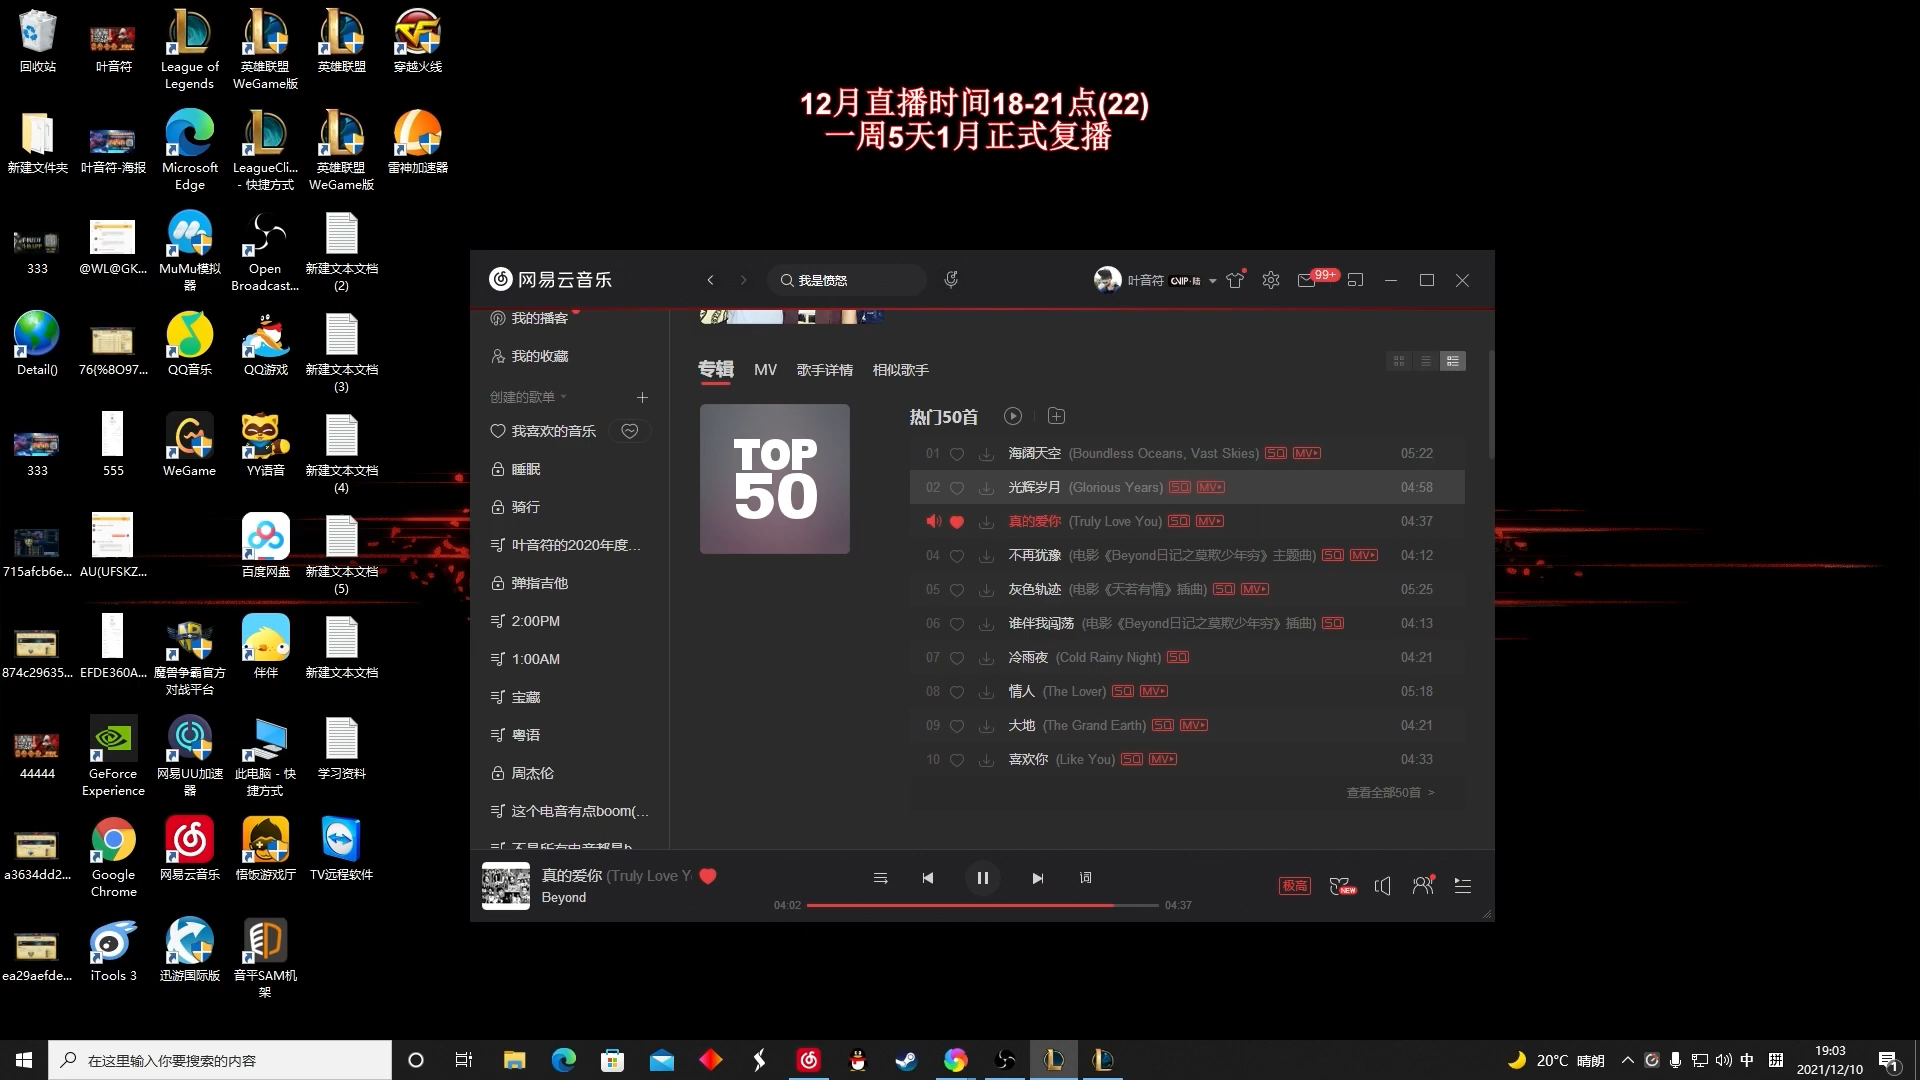 回收站
叶音符
League of
Legends
英雄联盟
WeGame版
英雄联盟
穿越火线
新建文件夹
叶音符-海报
Microsoft
Edge
LeagueCli...
- 快捷方式
英雄联盟
WeGame版
雷神加速器
333
@WL@GK...
MuMu模拟
器
Open
Broadcast...
新建文本文档
(2)
Detail()
76{%8O97...
QQ音乐
QQ游戏
新建文本文档
(3)
333
555
WeGame
YY语音
新建文本文档
(4)
715afcb6e...
AU(UFSKZ...
百度网盘
新建文本文档
(5)
874c29635...
EFDE360A...
魔兽争霸官方
对战平台
伴伴
新建文本文档
44444
GeForce
Experience
网易UU加速
器
此电脑 - 快
捷方式
学习资料
a3634dd2...
Google
Chrome
网易云音乐
悟饭游戏厅
TV远程软件
ea29aefde...
iTools 3
迅游国际版
音平SAM机
架
12月直播时间18-21点(22)
一周5天1月正式复播
网易云音乐
我是愤怒
叶音符
CVIP·陆
99+
我的播客
我的收藏
创建的歌单
我喜欢的音乐
睡眠
骑行
叶音符的2020年度...
弹指吉他
2:00PM
1:00AM
宝藏
粤语
周杰伦
这个电音有点boom(...
专辑 MV 歌手详情 相似歌手
TOP
50
热门50首
01 海阔天空 (Boundless Oceans, Vast Skies) SQ MV 05:22
02 光辉岁月 (Glorious Years) SQ MV 04:58
真的爱你 (Truly Love You) SQ MV 04:37
04 不再犹豫 (电影《Beyond日记之莫欺少年穷》主题曲) SQ MV 04:12
05 灰色轨迹 (电影《天若有情》插曲) SQ MV 05:25
06 谁伴我闯荡 (电影《Beyond日记之莫欺少年穷》插曲) SQ 04:13
07 冷雨夜 (Cold Rainy Night) SQ 04:21
08 情人 (The Lover) SQ MV 05:18
09 大地 (The Grand Earth) SQ MV 04:21
10 喜欢你 (Like You) SQ MV 04:33
查看全部50首 >
真的爱你 (Truly Love Y
Beyond
词
04:02
04:37
极高
NEW
在这里输入你要搜索的内容
20°C 晴朗
中
拼
19:03
2021/12/10
1